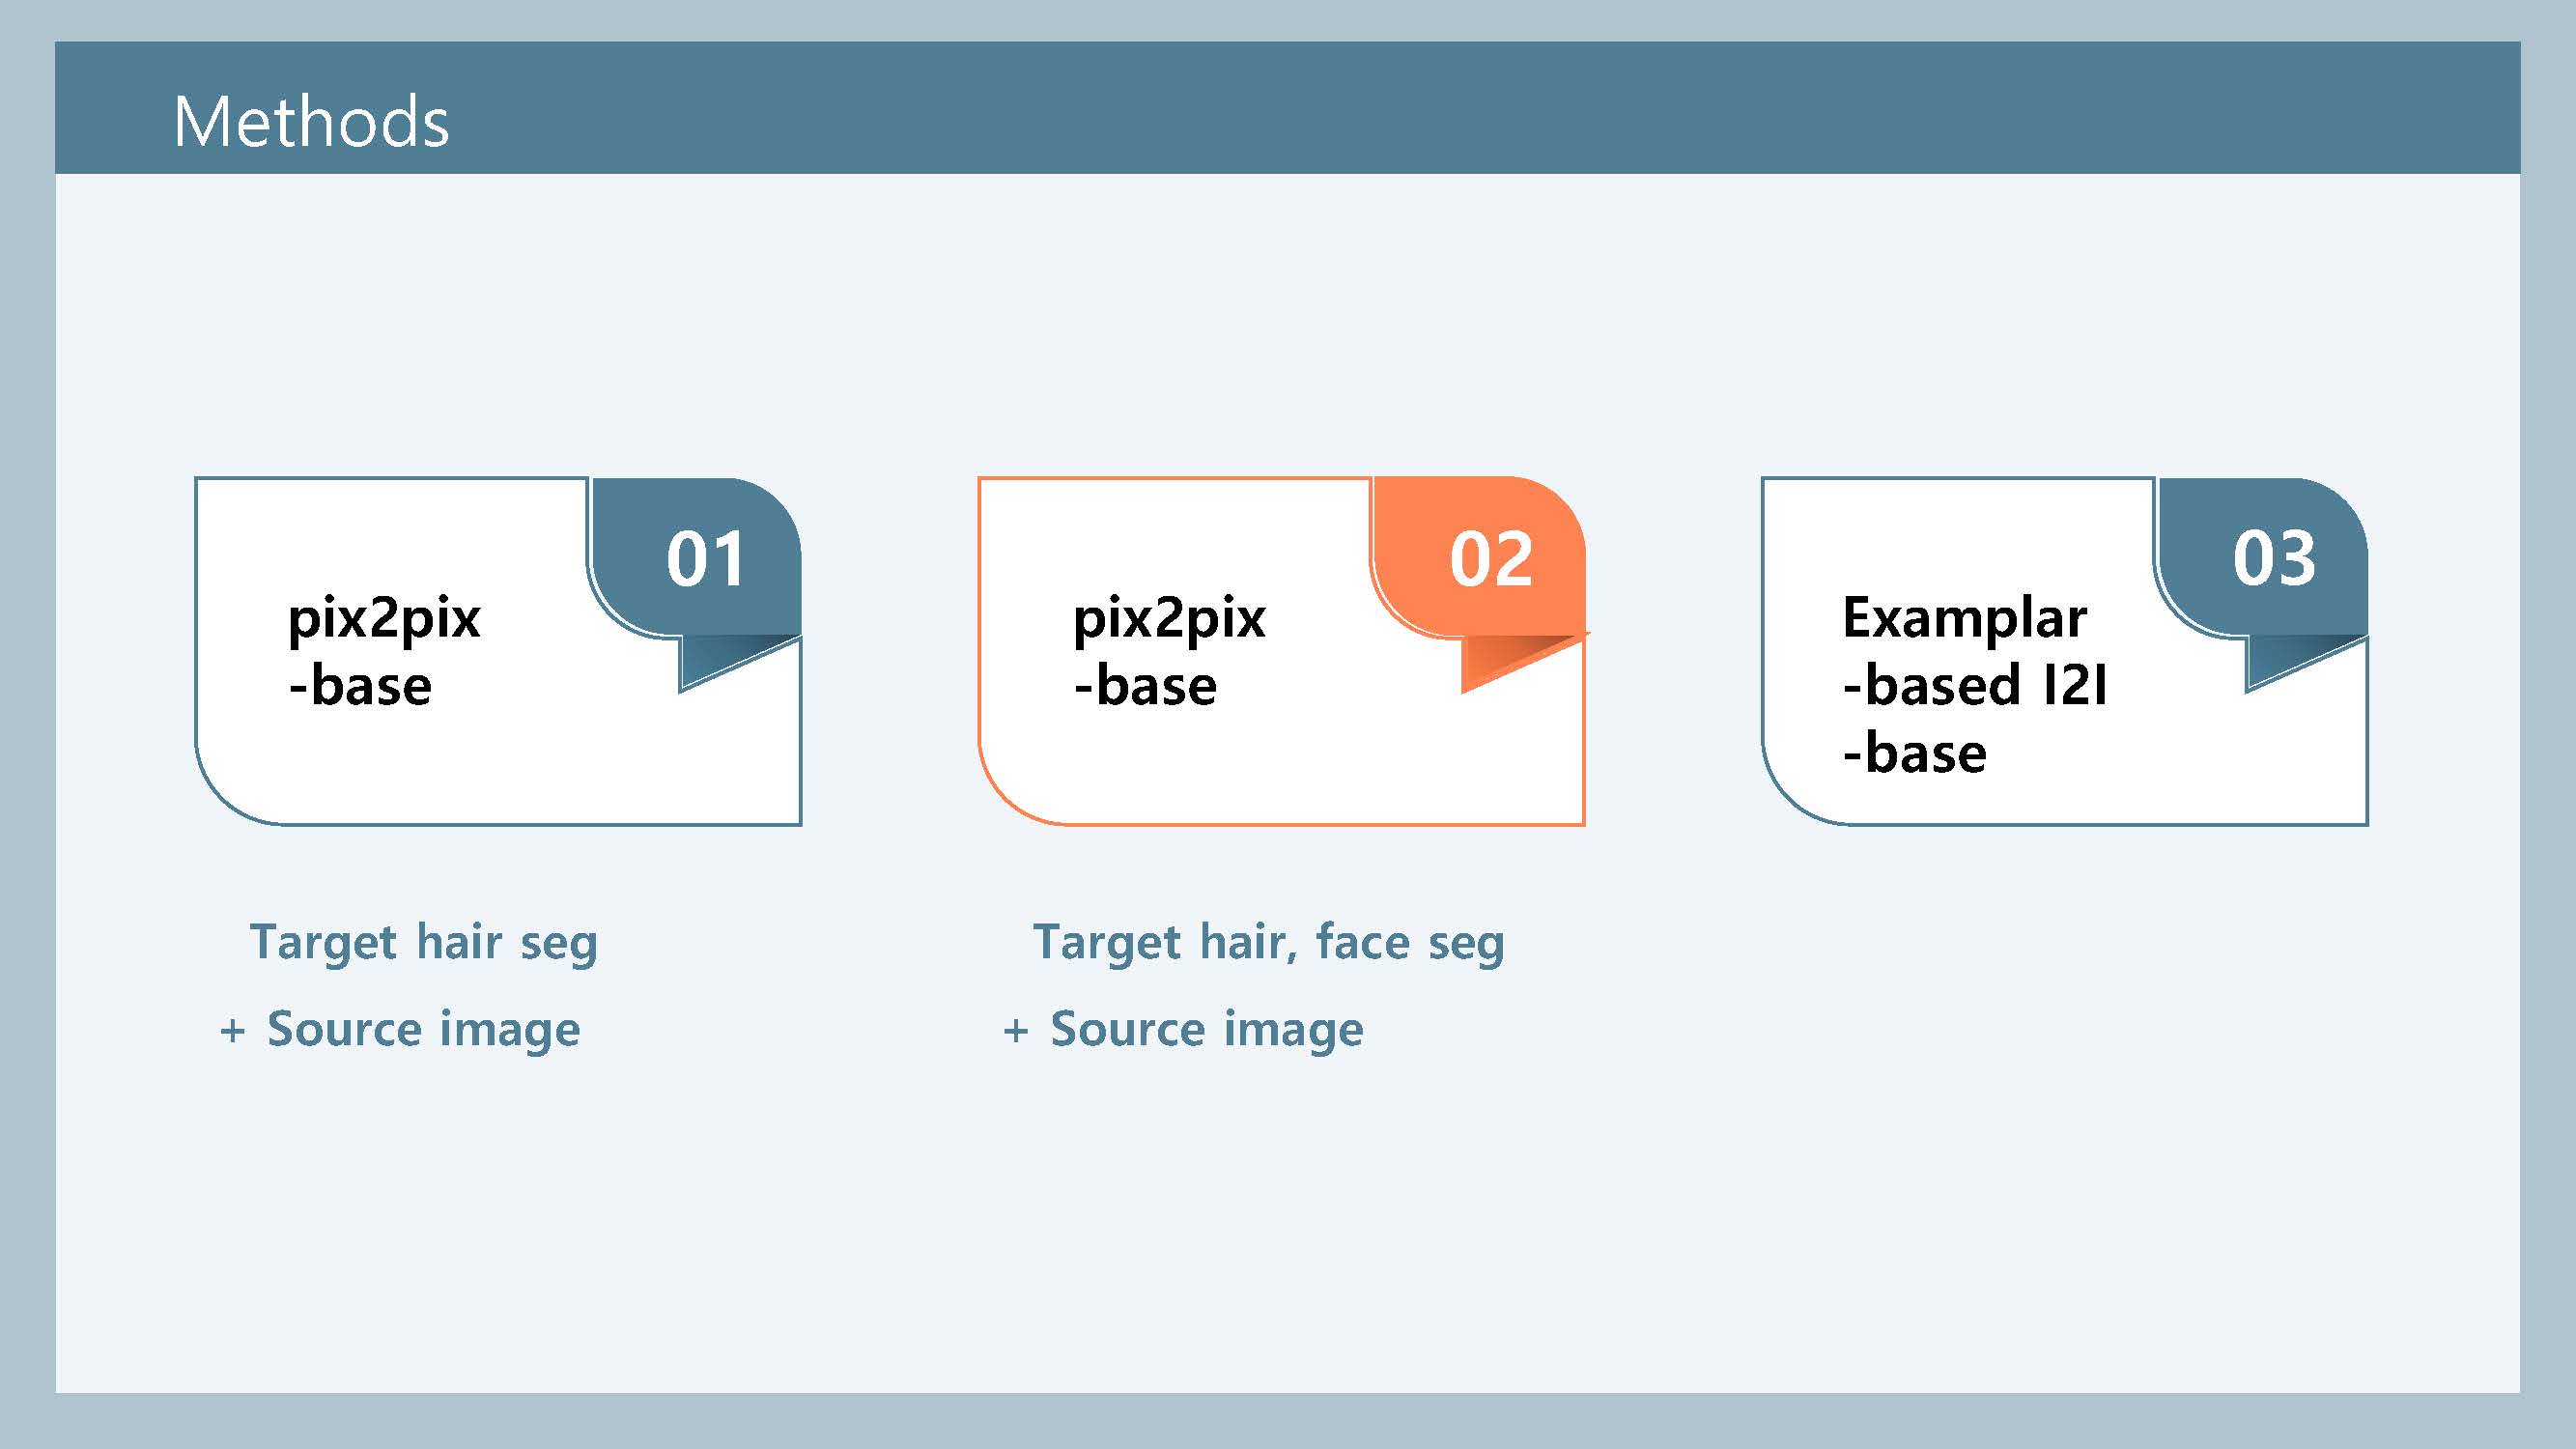 Methods
01
pix2pix
-base
Target hair seg
+ Source image
02
pix2pix
-base
Target hair, face seg
+ Source image
03
Examplar
-based I2I
-base